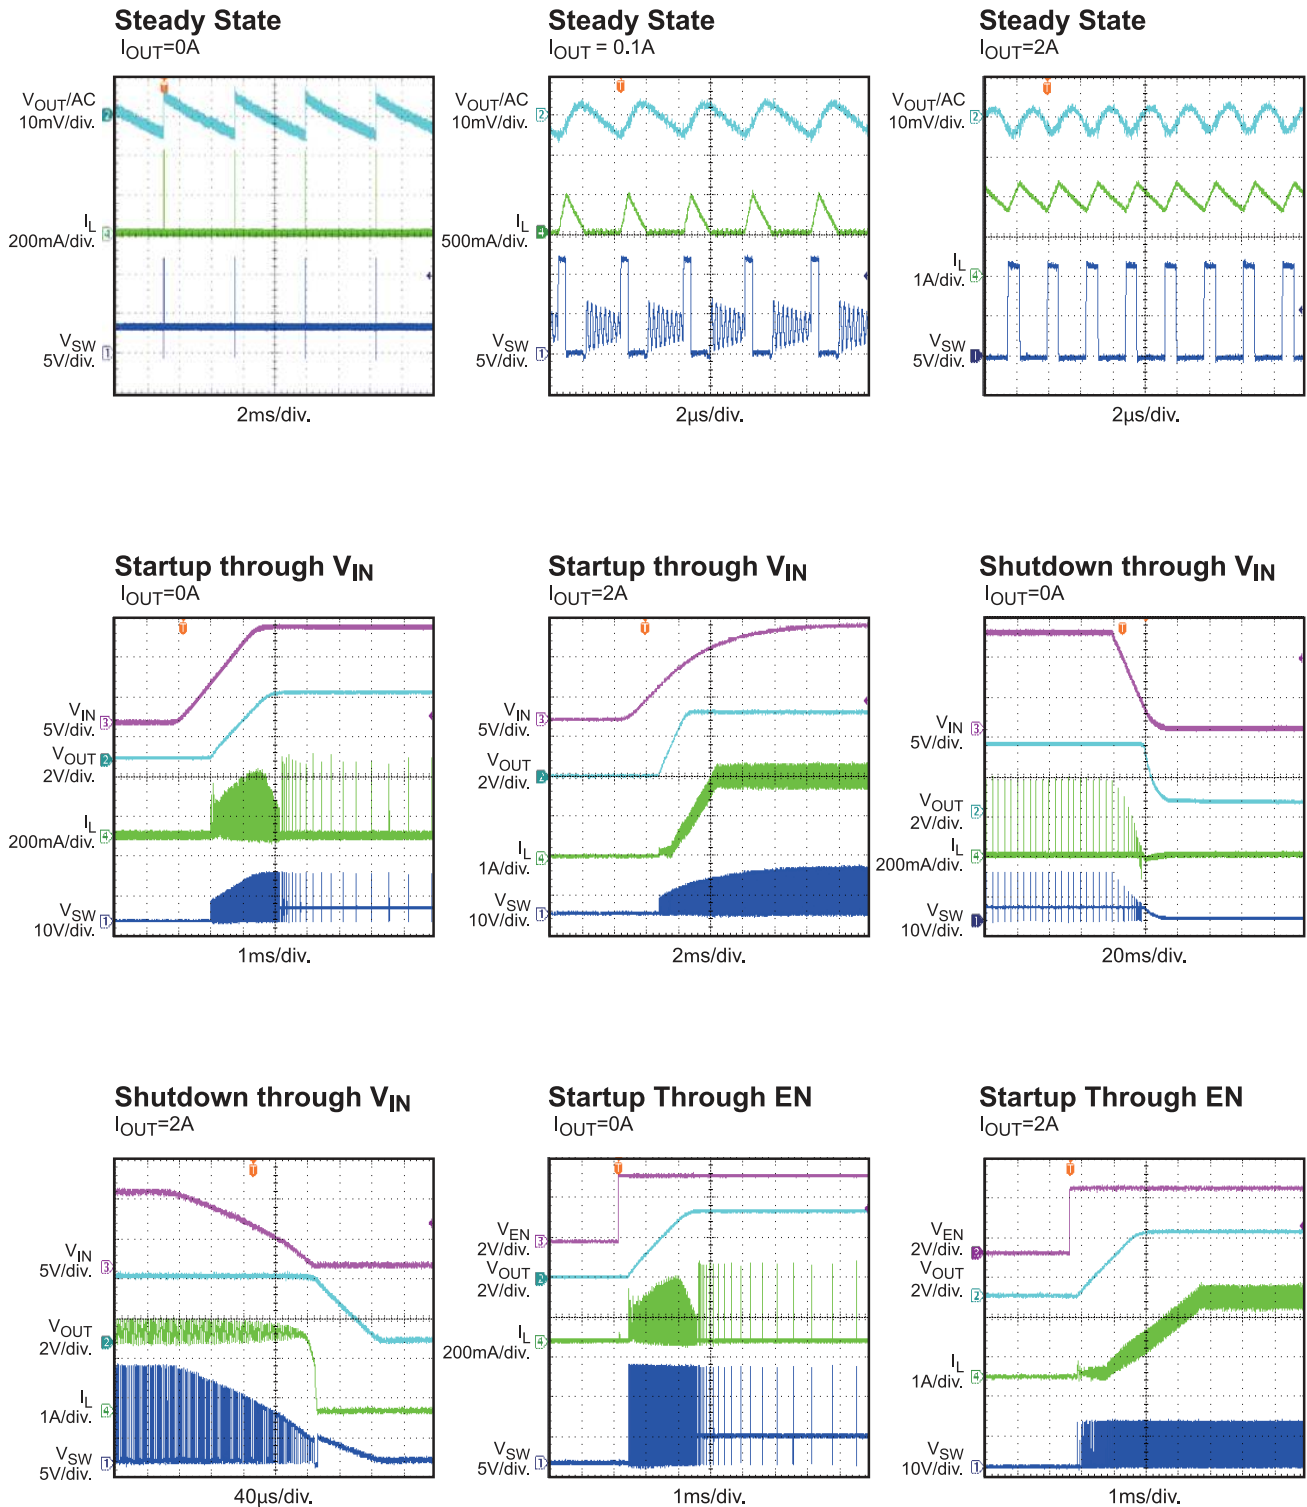 Steady State
IOUT=0A
VOUT/AC
10mV/div.
IL
200mA/div.
VSW
5V/div.
2ms/div.
Steady State
IOUT = 0.1A
VOUT/AC
10mV/div.
IL
500mA/div.
VSW
5V/div.
2µs/div.
Steady State
IOUT=2A
VOUT/AC
10mV/div.
IL
1A/div.
VSW
5V/div.
2µs/div.
Startup through VIN
IOUT=0A
VIN
5V/div.
VOUT
2V/div.
IL
200mA/div.
VSW
10V/div.
1ms/div.
Startup through VIN
IOUT=2A
VIN
5V/div.
VOUT
2V/div.
IL
1A/div.
VSW
10V/div.
2ms/div.
Shutdown through VIN
IOUT=0A
VIN
5V/div.
VOUT
2V/div.
IL
200mA/div.
VSW
10V/div.
20ms/div.
Shutdown through VIN
IOUT=2A
VIN
5V/div.
VOUT
2V/div.
IL
1A/div.
VSW
5V/div.
40µs/div.
Startup Through EN
IOUT=0A
VEN
2V/div.
VOUT
2V/div.
IL
200mA/div.
VSW
5V/div.
1ms/div.
Startup Through EN
IOUT=2A
VEN
2V/div.
VOUT
2V/div.
IL
1A/div.
VSW
10V/div.
1ms/div.